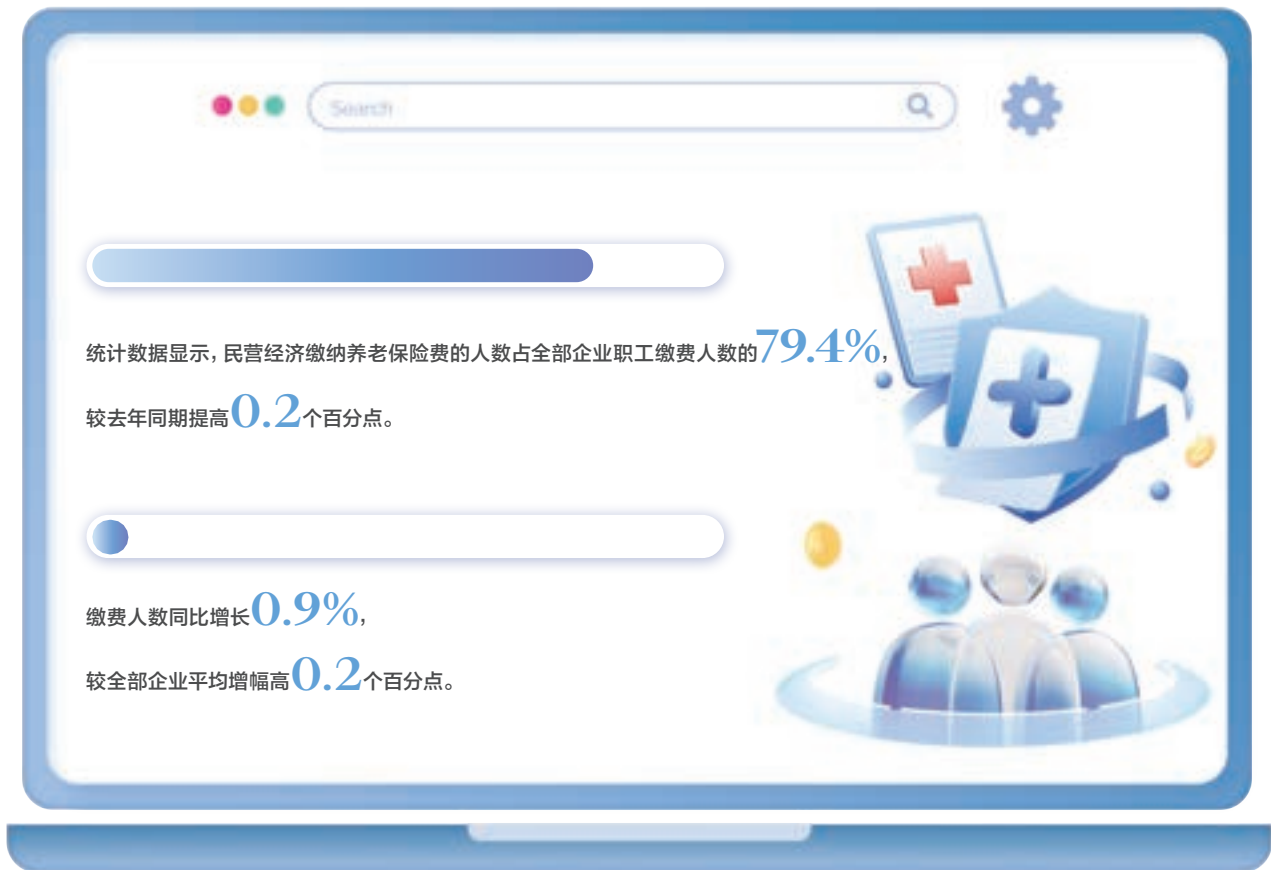 Search
统计数据显示，民营经济缴纳养老保险费的人数占全部企业职工缴费人数的79.4%，
较去年同期提高0.2个百分点。
缴费人数同比增长0.9%，
较全部企业平均增幅高0.2个百分点。